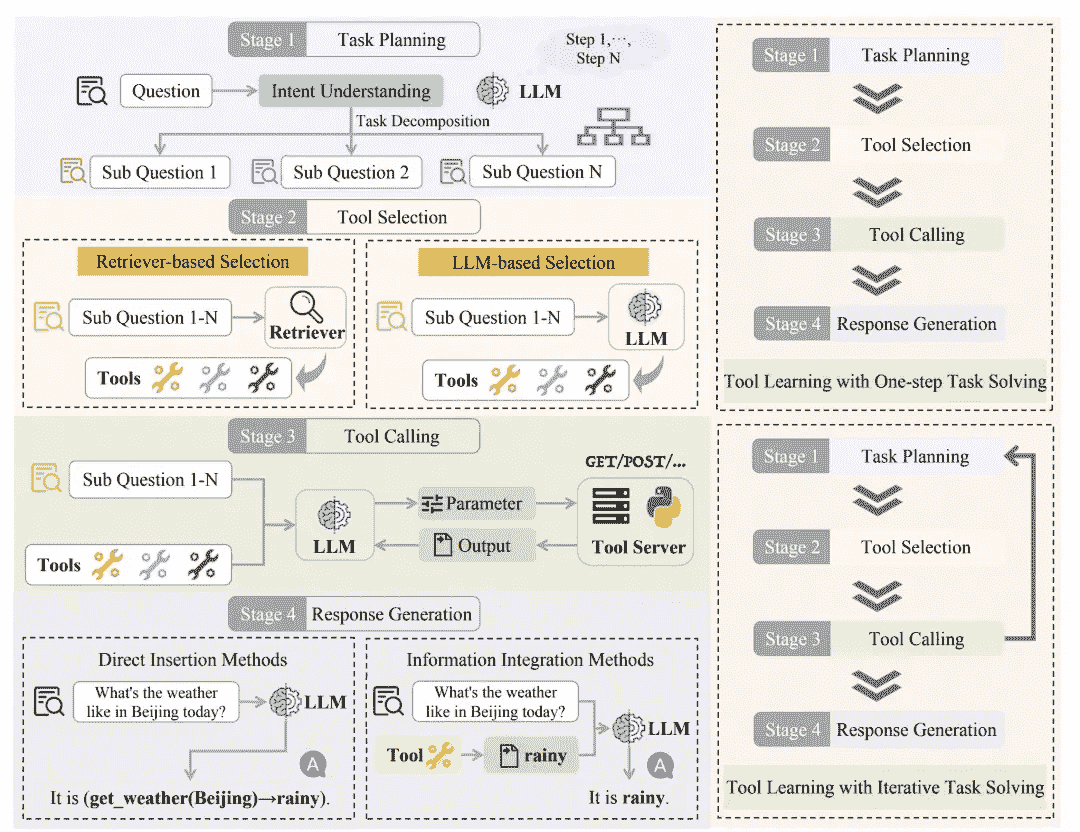 Stage 1 Task Planning
Step 1,···,
Step N
Question
Intent Understanding
LLM
Task Decomposition
Sub Question 1
Sub Question 2
Sub Question N
Stage 2 Tool Selection
Retriever-based Selection
Sub Question 1-N
Retriever
Tools
LLM-based Selection
Sub Question 1-N
LLM
Tools
Stage 3 Tool Calling
Sub Question 1-N
Tools
LLM
Parameter
Output
GET/POST/...
Tool Server
Stage 4 Response Generation
Direct Insertion Methods
What's the weather
like in Beijing today?
LLM
A
It is (get_weather(Beijing)→rainy).
Information Integration Methods
What's the weather
like in Beijing today?
Tool
rainy
LLM
A
It is rainy.
Stage 1 Task Planning
Stage 2 Tool Selection
Stage 3 Tool Calling
Stage 4 Response Generation
Tool Learning with One-step Task Solving
Stage 1 Task Planning
Stage 2 Tool Selection
Stage 3 Tool Calling
Stage 4 Response Generation
Tool Learning with Iterative Task Solving